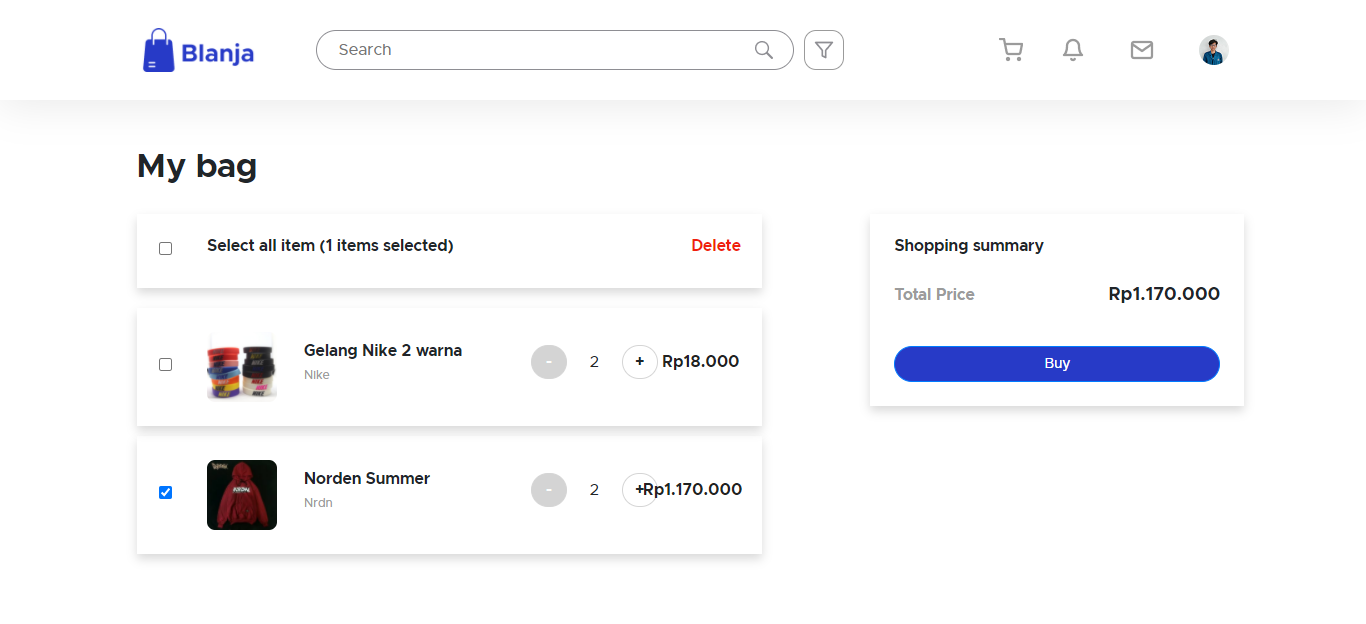 Blanja
Search
My bag
Select all item (1 items selected)
Delete
Shopping summary
Total Price
Rp1.170.000
Buy
Gelang Nike 2 warna
Nike
-
2
+
Rp18.000
Norden Summer
Nrdn
-
2
+
Rp1.170.000